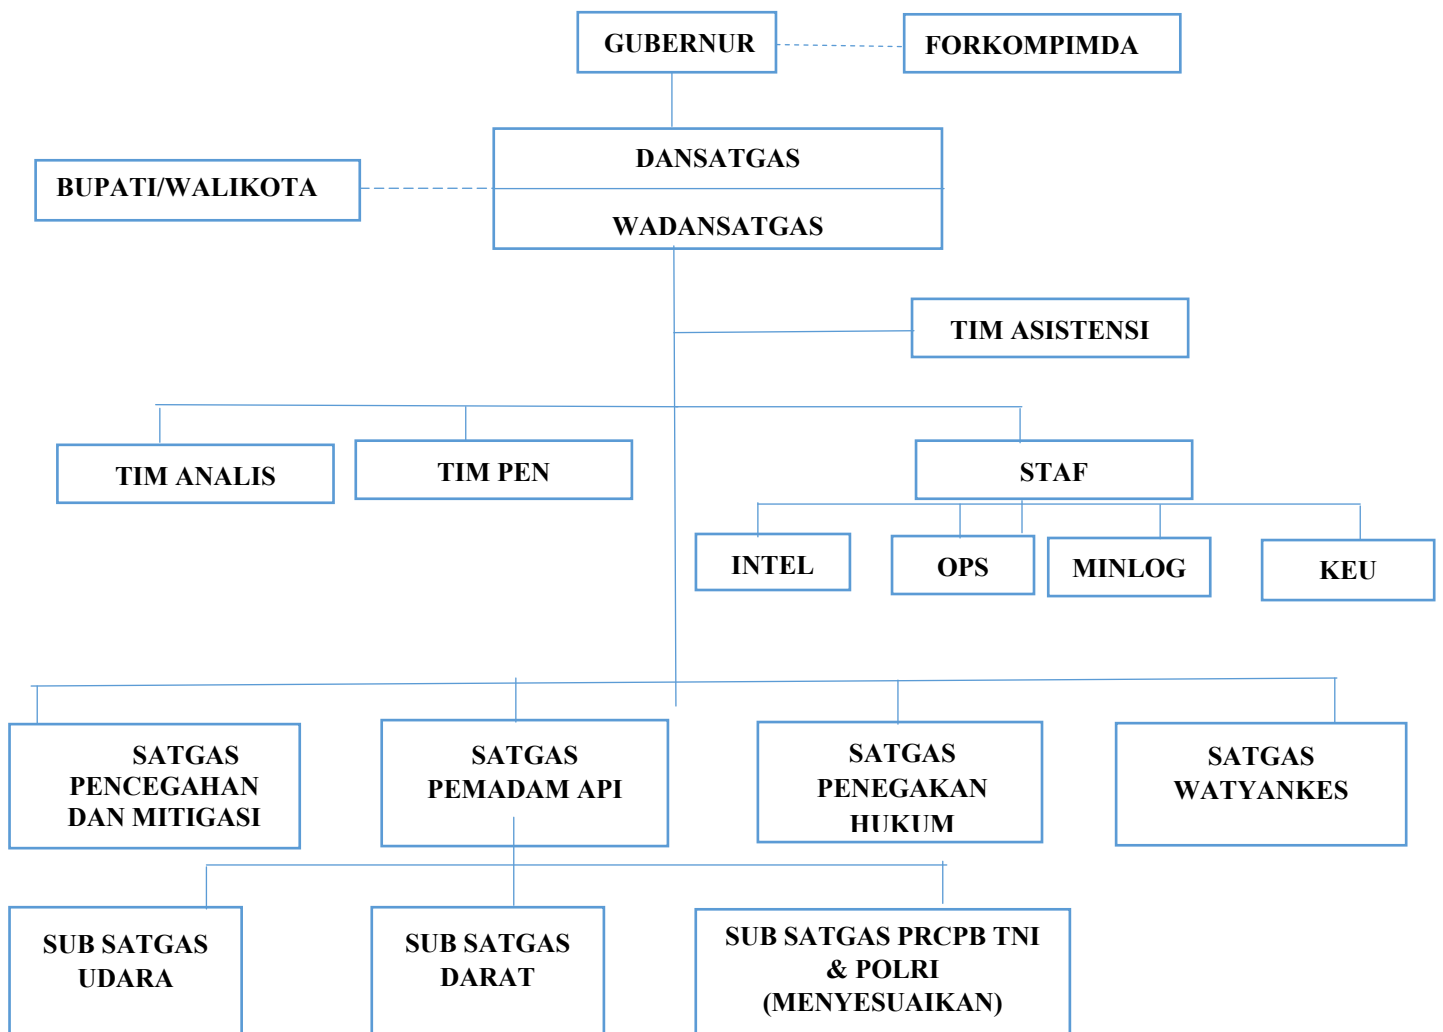 GUBERNUR
FORKOMPIMDA
DANSATGAS
BUPATI/WALIKOTA
WADANSATGAS
TIM ASISTENSI
TIM ANALIS
TIM PEN
STAF
INTEL
OPS
MINLOG
KEU
SATGAS
PENCEGAHAN
DAN MITIGASI
SATGAS
PEMADAM API
SATGAS
PENEGAKAN
HUKUM
SATGAS
WATYANKES
SUB SATGAS
UDARA
SUB SATGAS
DARAT
SUB SATGAS PRCPB TNI
& POLRI
(MENYESUAIKAN)